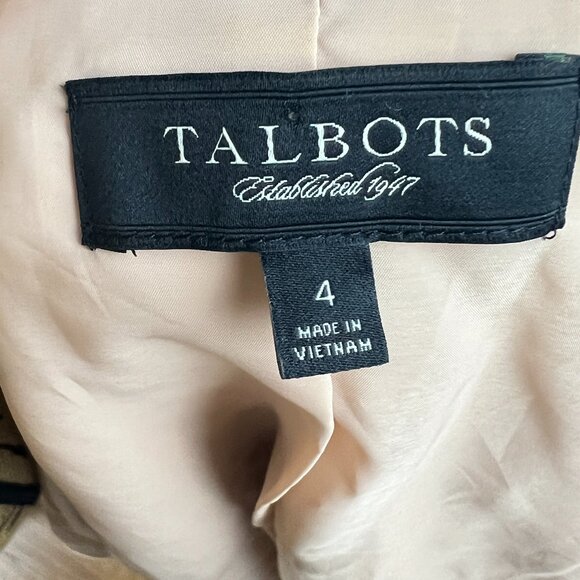 TALBOTS
Established 1947
4
MADE IN
VIETNAM